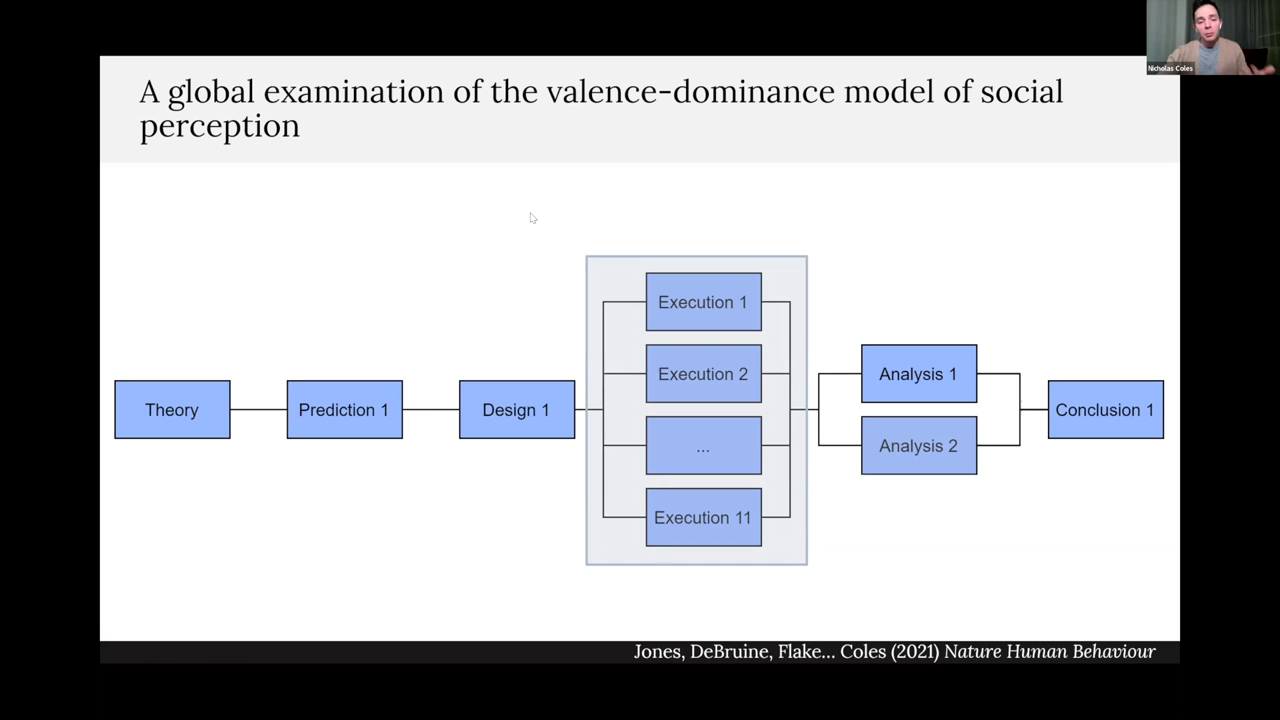 Nicholas Coles
A global examination of the valence-dominance model of social
perception
Theory
Prediction 1
Design 1
Execution 1
Execution 2
...
Execution 11
Analysis 1
Analysis 2
Conclusion 1
Jones, DeBruine, Flake... Coles (2021) Nature Human Behaviour